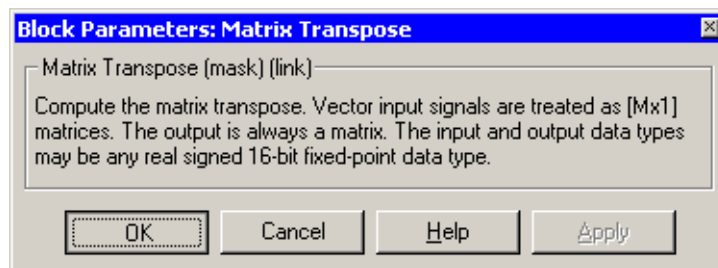 Block Parameters: Matrix Transpose
Matrix Transpose (mask) (link)
Compute the matrix transpose. Vector input signals are treated as [Mx1]
matrices. The output is always a matrix. The input and output data types
may be any real signed 16-bit fixed-point data type.
OK Cancel Help Apply